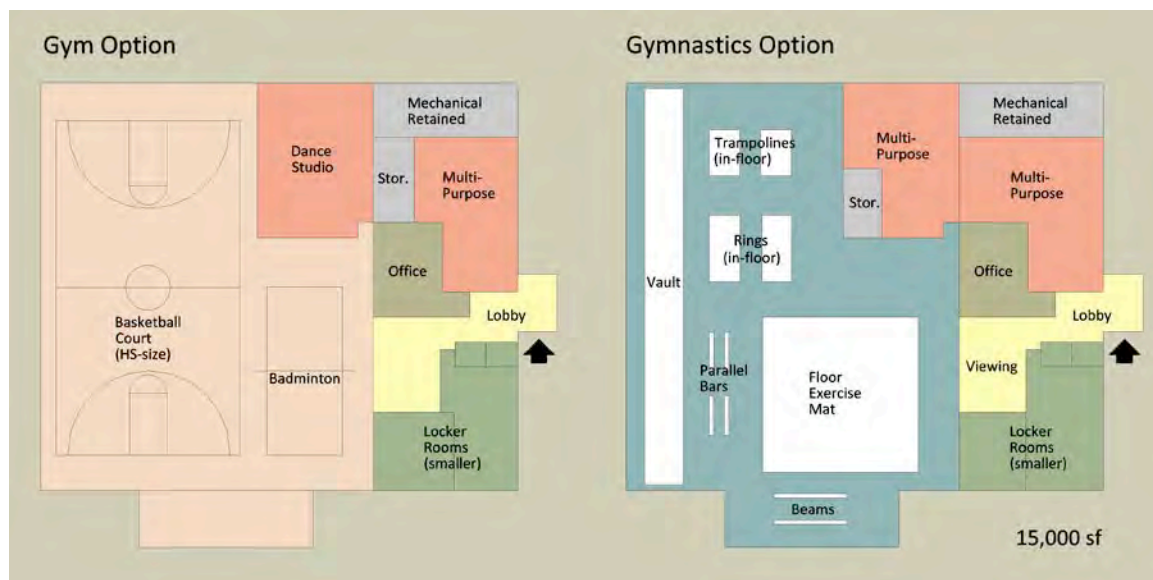 Gym Option
Mechanical
Retained
Dance
Studio
Stor.
Multi-
Purpose
Office
Lobby
Basketball
Court
(HS-size)
Badminton
Locker
Rooms
(smaller)
Gymnastics Option
Mechanical
Retained
Multi-
Purpose
Trampolines
(in-floor)
Stor.
Multi-
Purpose
Rings
(in-floor)
Office
Vault
Lobby
Viewing
Parallel
Bars
Floor
Exercise
Mat
Locker
Rooms
(smaller)
Beams
15,000 sf